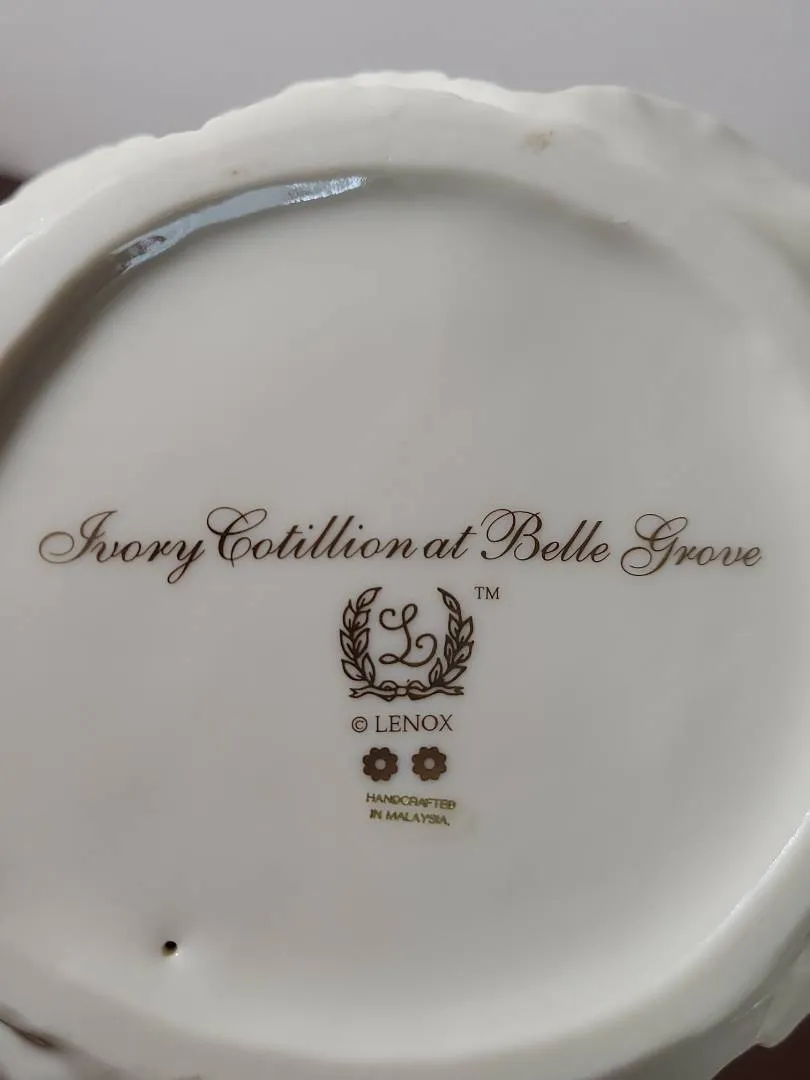 Ivory Cotillion at Belle Grove
L ™
© LENOX
HANDCRAFTED
IN MALAYSIA.